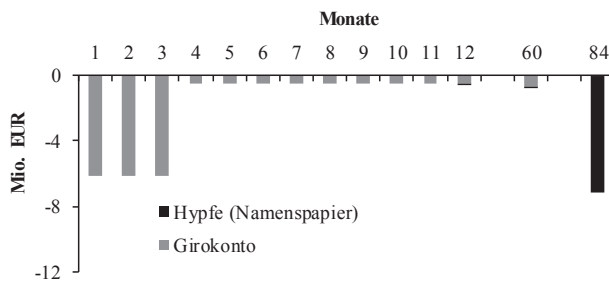 Monate
1 2 3 4 5 6 7 8 9 10 11 12 60 84
0
-4
-8
-12
Mio. EUR
Hypfe (Namenspapier)
Girokonto